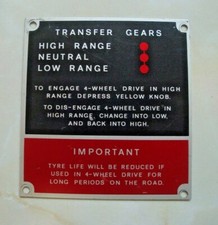 TRANSFER GEARS
HIGH RANGE
NEUTRAL
LOW RANGE
TO ENGAGE 4-WHEEL DRIVE IN HIGH
RANGE DEPRESS YELLOW KNOB.
TO DIS-ENGAGE 4-WHEEL DRIVE IN
HIGH RANGE, CHANGE INTO LOW,
AND BACK INTO HIGH.
IMPORTANT
TYRE LIFE WILL BE REDUCED IF
USED IN 4-WHEEL DRIVE FOR
LONG PERIODS ON THE ROAD.